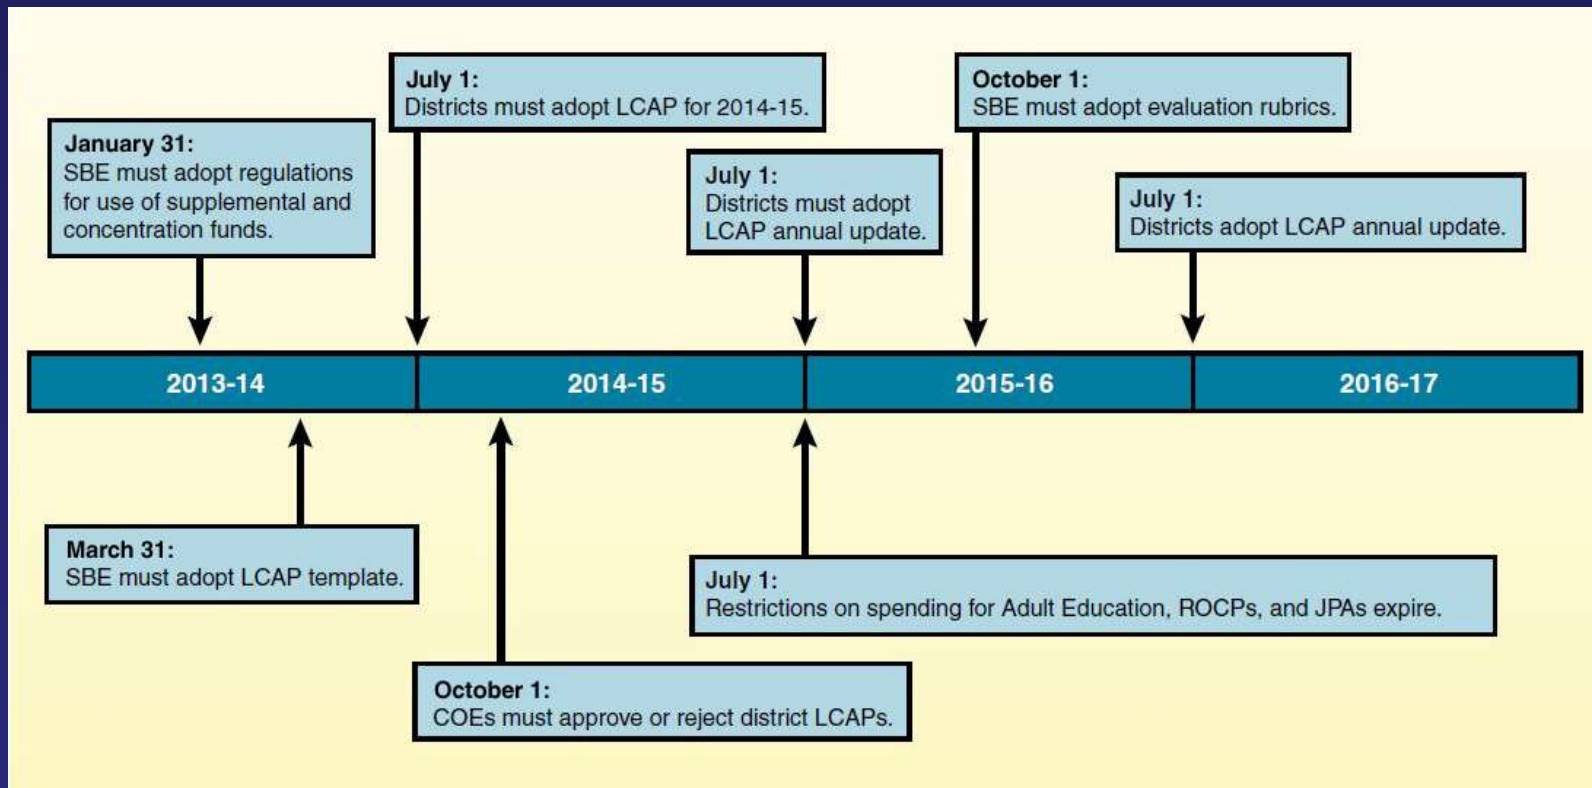 July 1:
Districts must adopt LCAP for 2014-15.
October 1:
SBE must adopt evaluation rubrics.
January 31:
SBE must adopt regulations
for use of supplemental and
concentration funds.
July 1:
Districts must adopt
LCAP annual update.
July 1:
Districts adopt LCAP annual update.
2013-14
2014-15
2015-16
2016-17
March 31:
SBE must adopt LCAP template.
July 1:
Restrictions on spending for Adult Education, ROCPs, and JPAs expire.
October 1:
COEs must approve or reject district LCAPs.